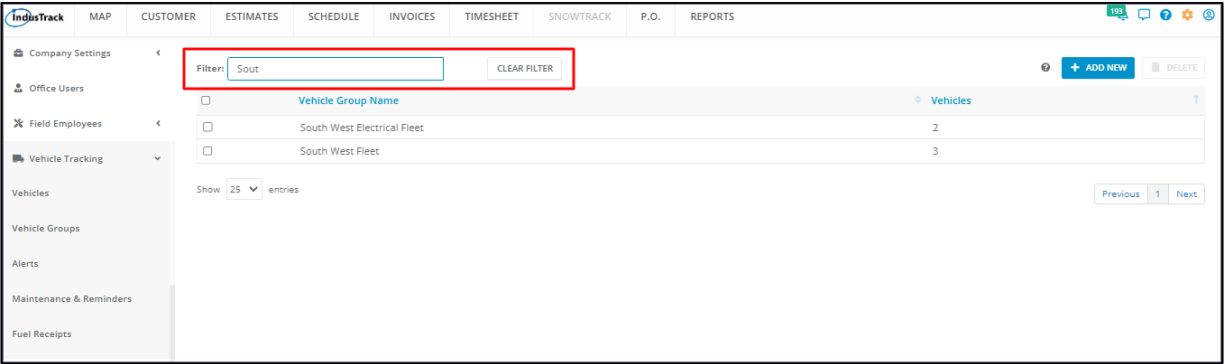 IndusTrack MAP CUSTOMER ESTIMATES SCHEDULE INVOICES TIMESHEET SNOWTRACK P.O. REPORTS 193
Company Settings
Office Users
Field Employees
Vehicle Tracking
Vehicles
Vehicle Groups
Alerts
Maintenance & Reminders
Fuel Receipts
Filter: Sout CLEAR FILTER + ADD NEW DELETE
Vehicle Group Name Vehicles
South West Electrical Fleet 2
South West Fleet 3
Show 25 entries
Previous 1 Next